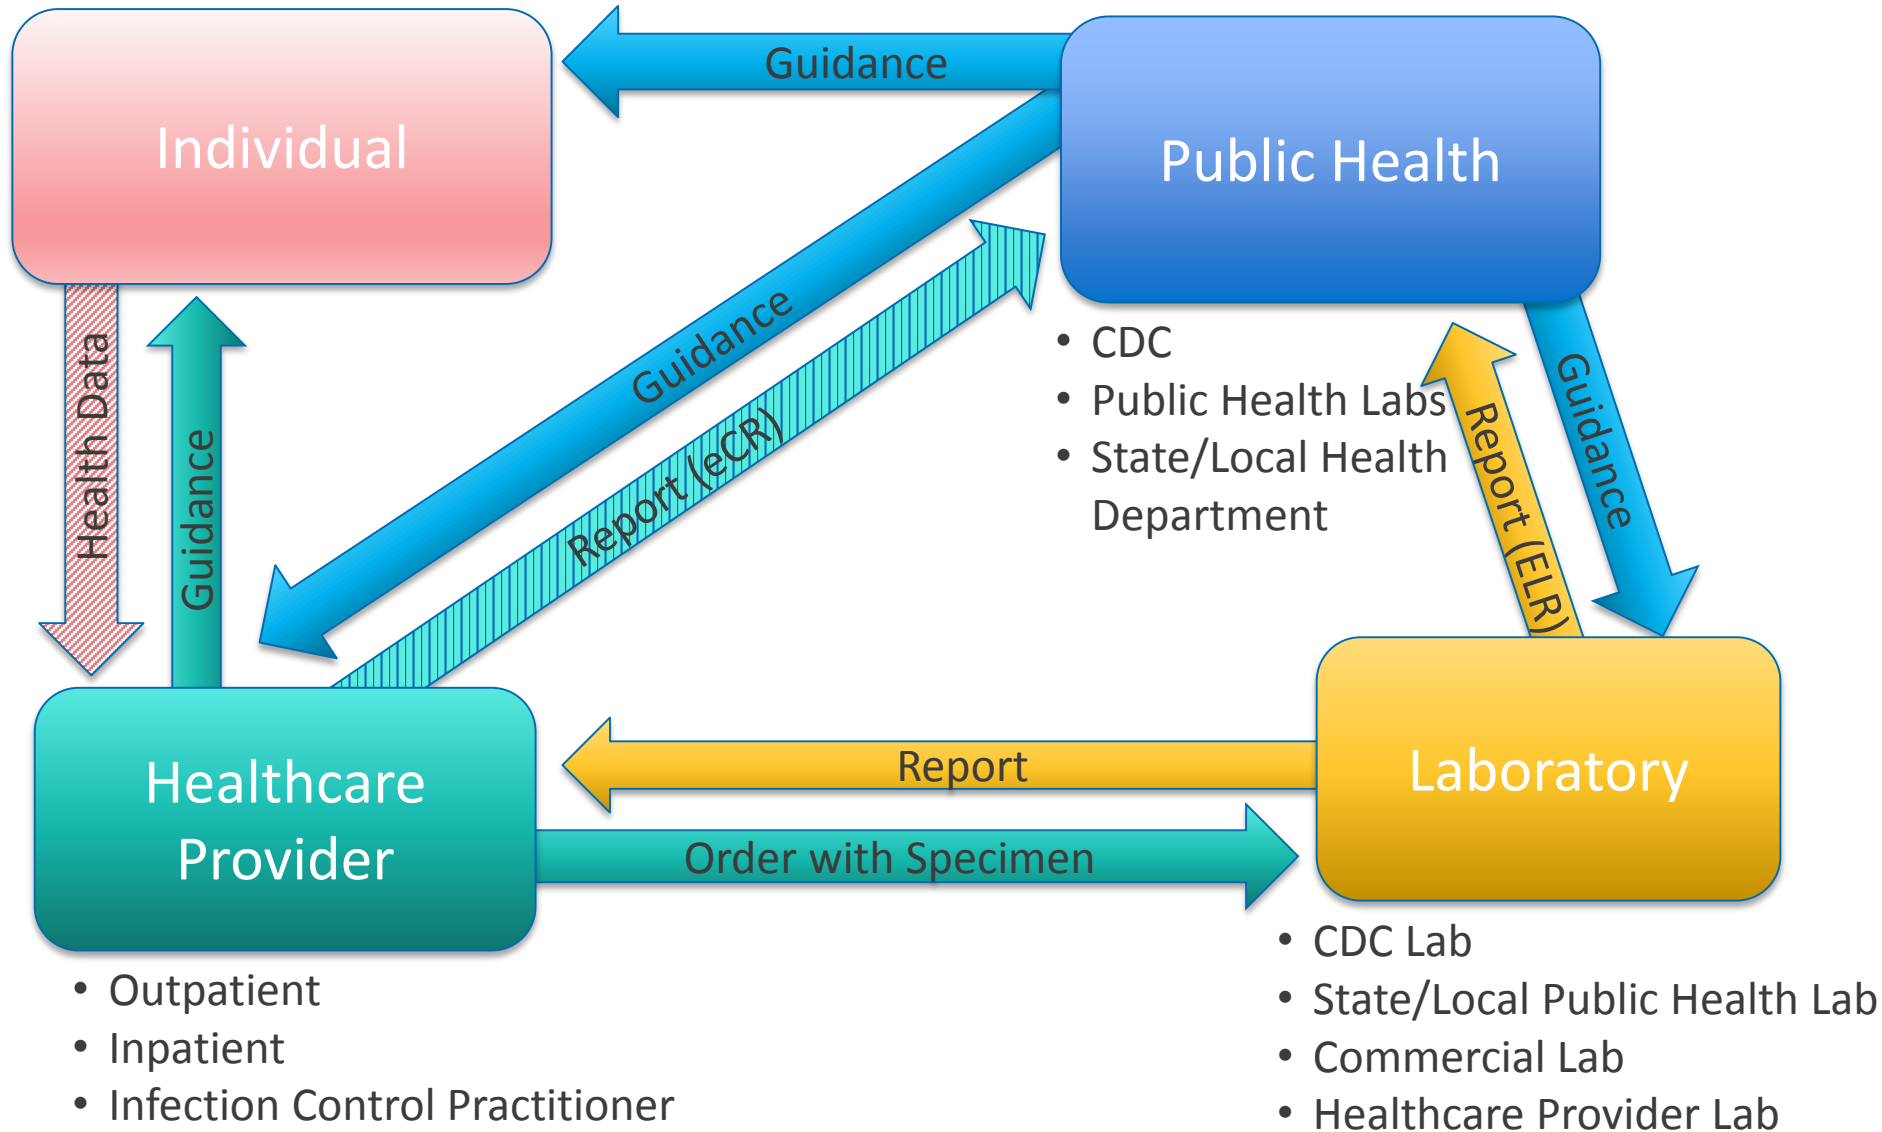 Individual
Guidance
Public Health
Health Data
Guidance
Guidance
Report (eCR)
• CDC
• Public Health Labs
• State/Local Health
Department
Report (ELR)
Guidance
Healthcare
Provider
Report
Order with Specimen
Laboratory
• Outpatient
• Inpatient
• Infection Control Practitioner
• CDC Lab
• State/Local Public Health Lab
• Commercial Lab
• Healthcare Provider Lab